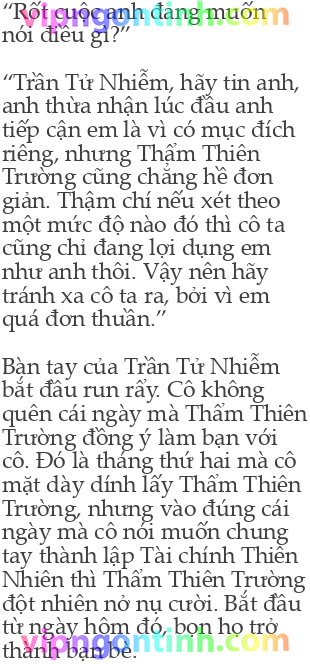 “Rốt cuộc anh đang muốn
nói điều gì?”
“Trần Tử Nhiễm, hãy tin anh,
anh thừa nhận lúc đầu anh
tiếp cận em là vì có mục đích
riêng, nhưng Thẩm Thiên
Trường cũng chẳng hề đơn
giản. Thậm chí nếu xét theo
một mức độ nào đó thì cô ta
cũng chỉ đang lợi dụng em
như anh thôi. Vậy nên hãy
tránh xa cô ta ra, bởi vì em
quá đơn thuần.”
Bàn tay của Trần Tử Nhiễm
bắt đầu run rẩy. Cô không
quên cái ngày mà Thẩm Thiên
Trường đồng ý làm bạn với
cô. Đó là tháng thứ hai mà cô
mặt dày dính lấy Thẩm Thiên
Trường, nhưng vào đúng cái
ngày mà cô nói muốn chung
tay thành lập Tài chính Thiên
Nhiên thì Thẩm Thiên Trường
đột nhiên nở nụ cười. Bắt đầu
từ ngày hôm đó, bọn họ trở
thành bạn bè.
vipngontinh.com
vipngontinh.com
vipngontinh.com